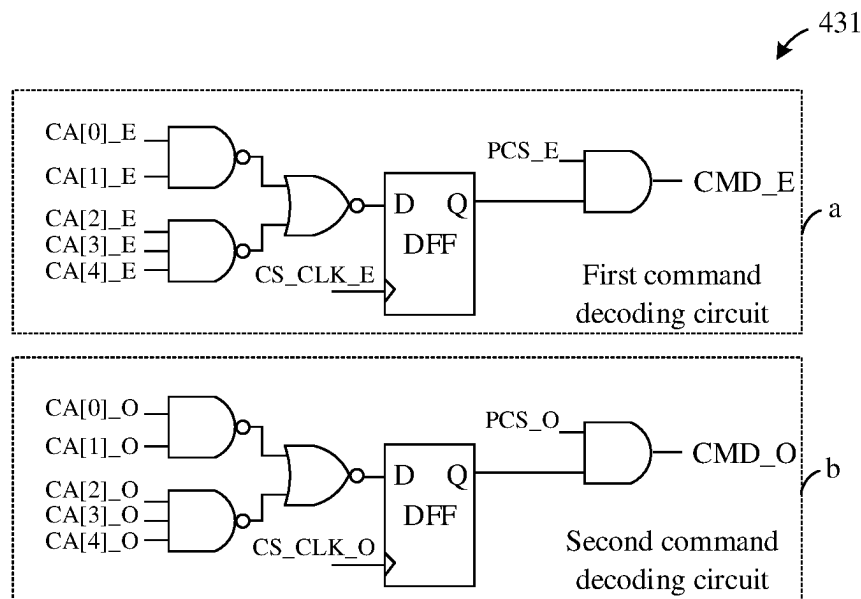 431
CA[0]_E
CA[1]_E
CA[2]_E
CA[3]_E
CA[4]_E
CS_CLK_E
D Q
DFF
PCS_E
CMD_E
a
First command
decoding circuit
CA[0]_O
CA[1]_O
CA[2]_O
CA[3]_O
CA[4]_O
CS_CLK_O
D Q
DFF
PCS_O
CMD_O
b
Second command
decoding circuit